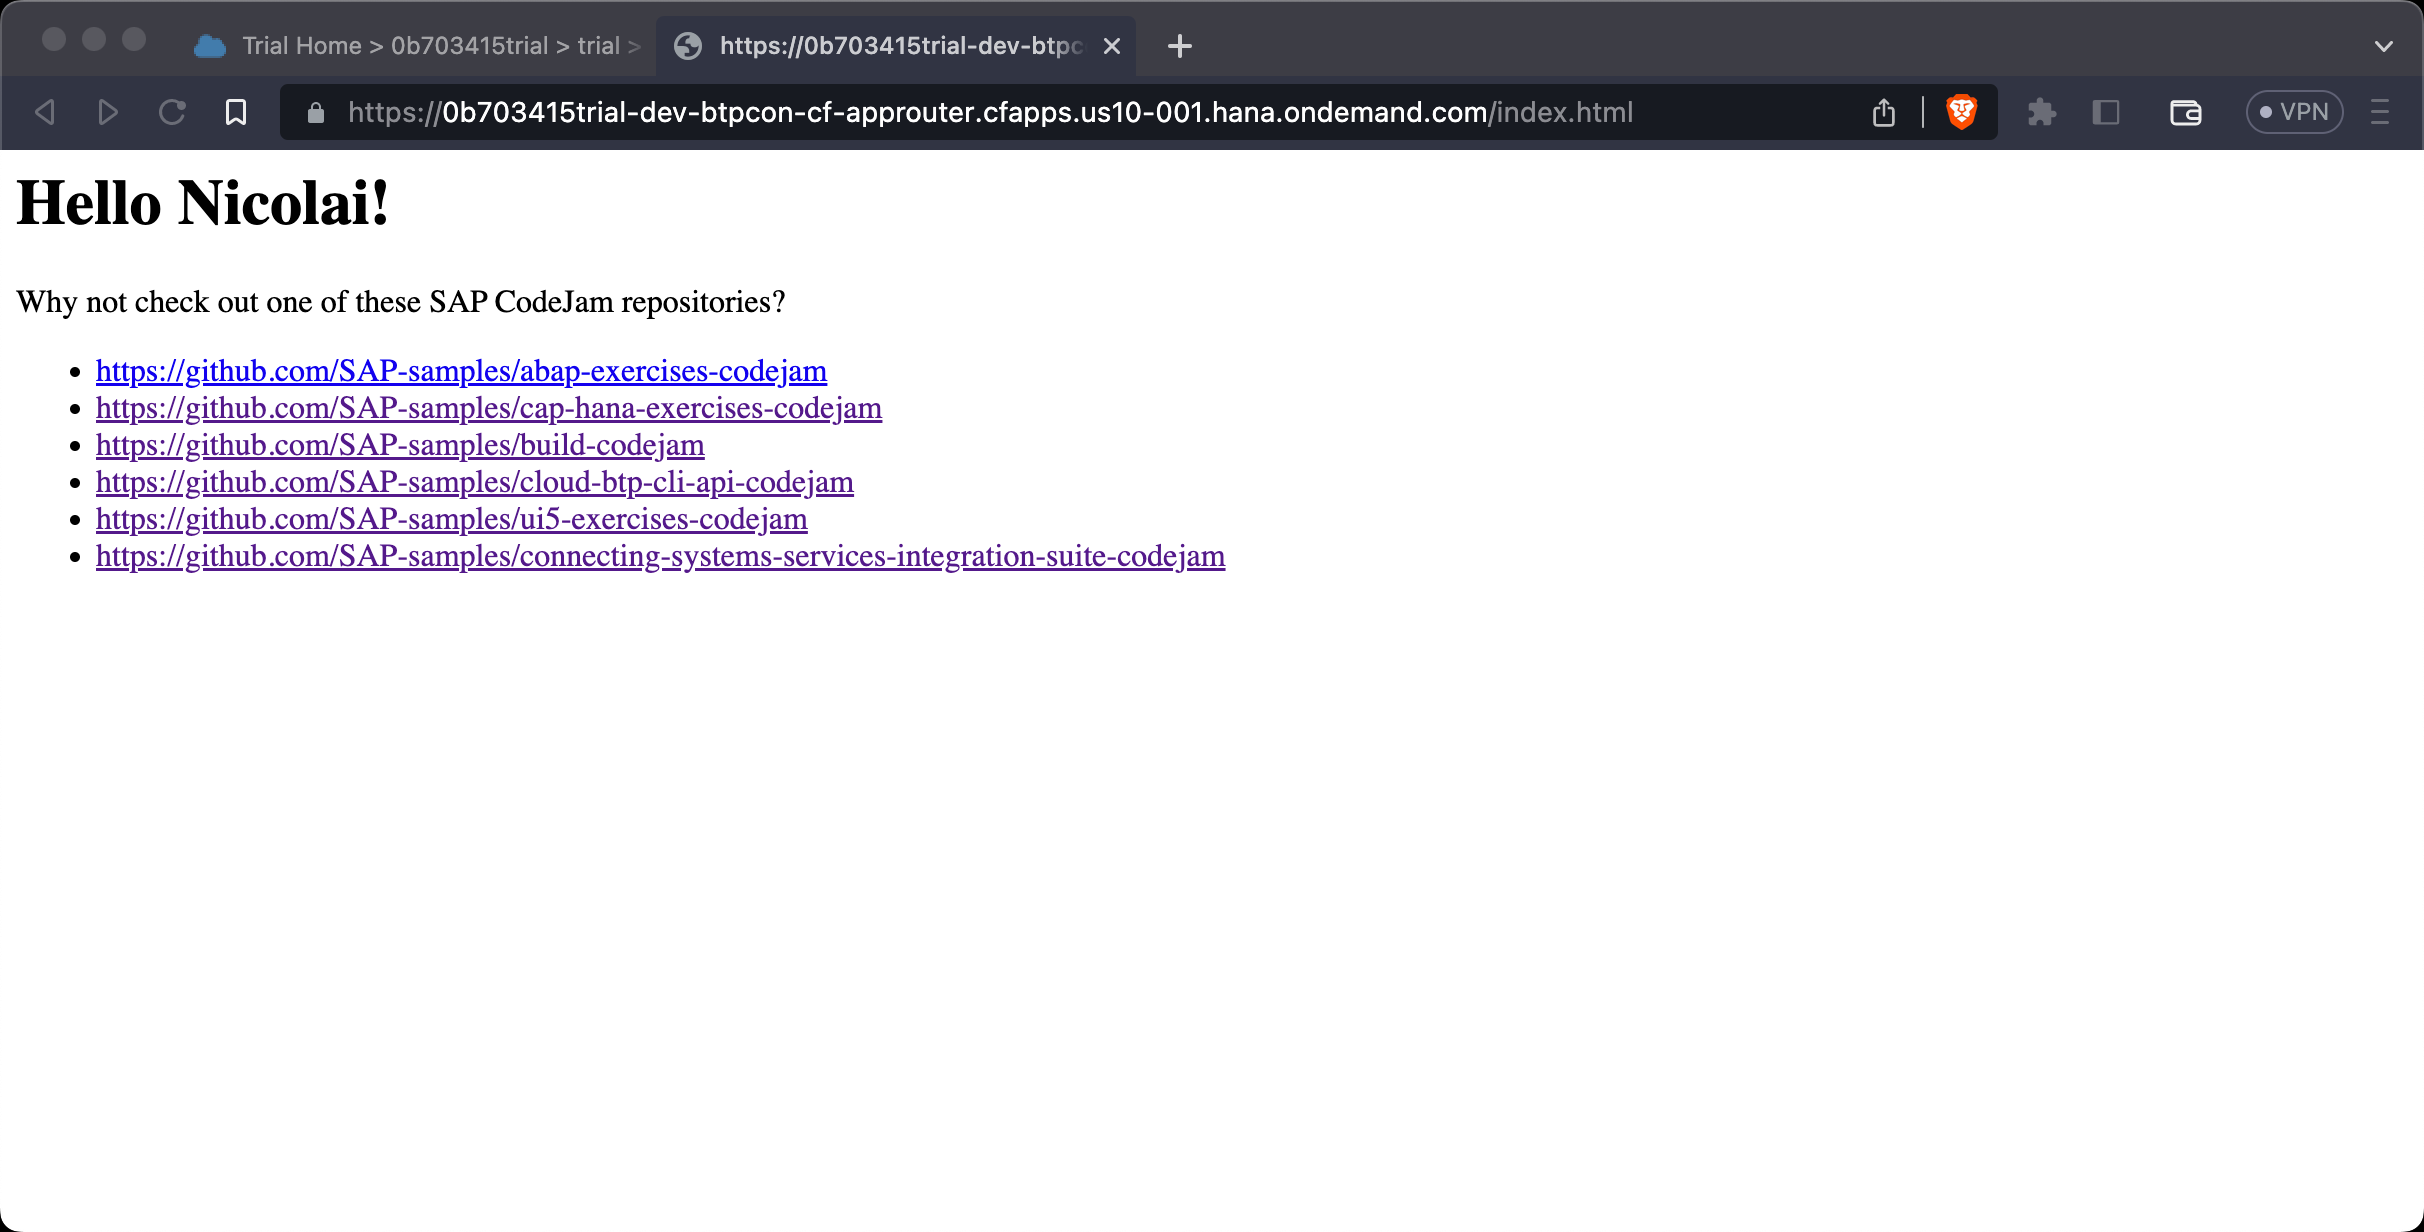 Trial Home > 0b703415trial > trial >
https://0b703415trial-dev-btpc
https://0b703415trial-dev-btpcon-cf-approuter.cfapps.us10-001.hana.ondemand.com/index.html
VPN
Hello Nicolai!
Why not check out one of these SAP CodeJam repositories?
https://github.com/SAP-samples/abap-exercises-codejam
https://github.com/SAP-samples/cap-hana-exercises-codejam
https://github.com/SAP-samples/build-codejam
https://github.com/SAP-samples/cloud-btp-cli-api-codejam
https://github.com/SAP-samples/ui5-exercises-codejam
https://github.com/SAP-samples/connecting-systems-services-integration-suite-codejam